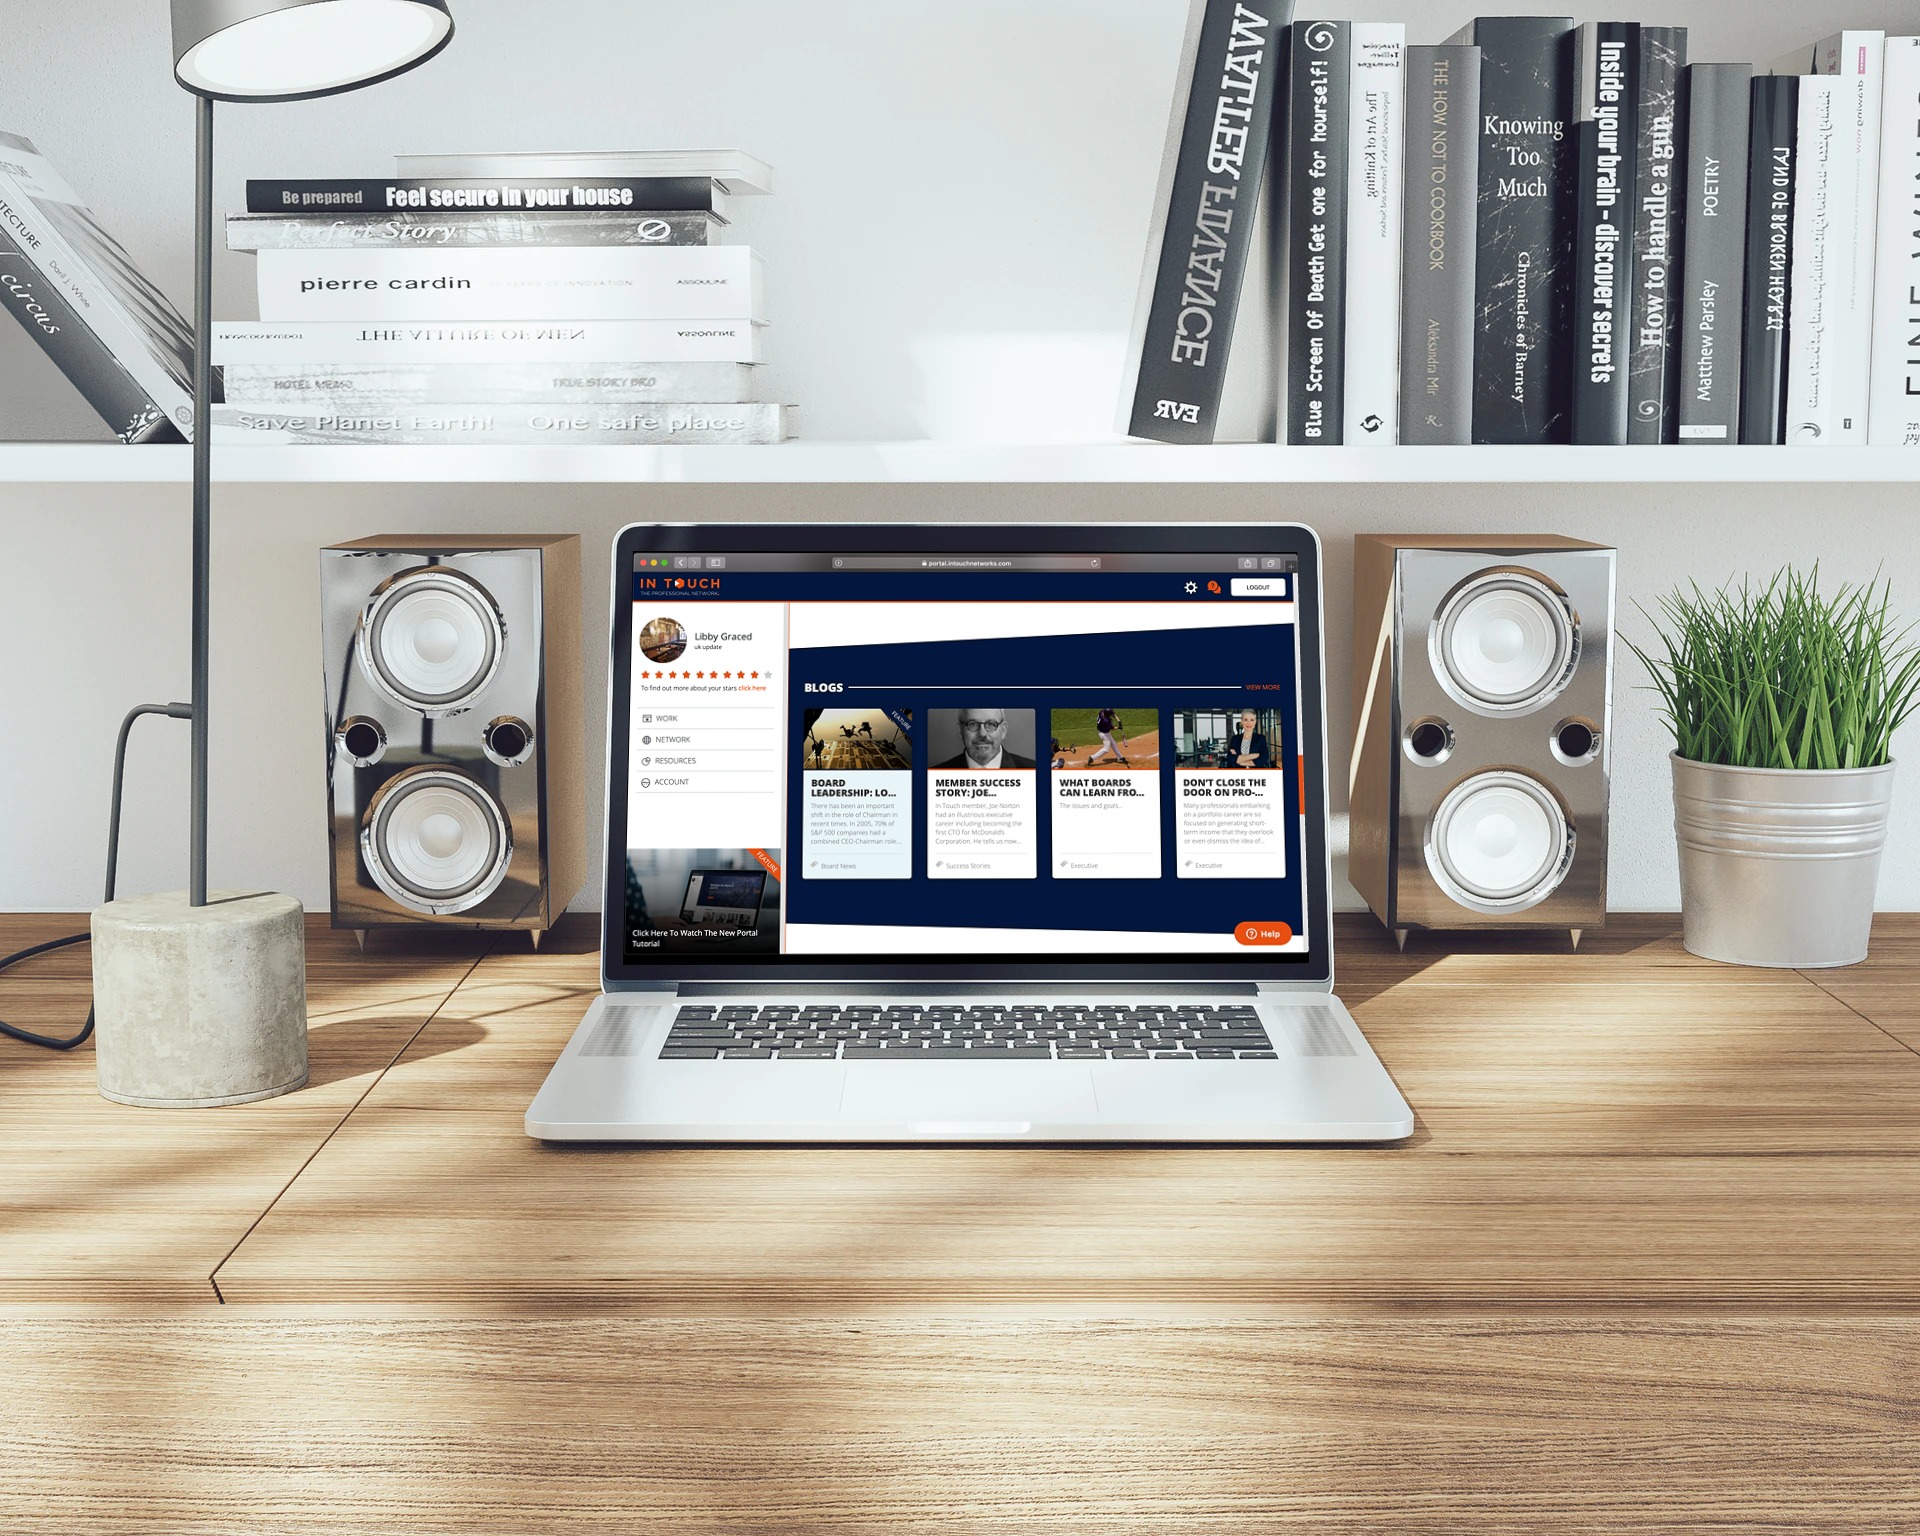 Be prepared Feel secure in your house
Perfect Story
pierre cardin
ASSOULINE
THE ALLURE OF MEN
ASSOULINE
HOTEL MEMO TRUE STORY BRO
Save Planet Earth! One safe place
circus
Daril J. White
WALTER FINANCE
EVR
Blue Screen Of Death Get one for hourself!
The Art of Knitting
THE HOW NOT TO COOKBOOK
Aleksandra Mir
Knowing
Too
Much
Chronicles of Barney
Inside your brain - discover secrets
How to handle a gun
POETRY
Matthew Parsley
LAND OF BROKEN HEARTS
portal.intouchnetworks.com
IN TOUCH
THE PROFESSIONAL NETWORK.
LOGOUT
Libby Graced
uk update
To find out more about your stars click here
WORK
NETWORK
RESOURCES
ACCOUNT
FEATURE
Click Here To Watch The New Portal
Tutorial
BLOGS
VIEW MORE
FEATURE
BOARD
LEADERSHIP: LO...
There has been an important
shift in the role of Chairman in
recent times. In 2005, 70% of
S&P 500 companies had a
combined CEO-Chairman role...
Board News
MEMBER SUCCESS
STORY: JOE...
In Touch member, Joe Norton
had an illustrious executive
career including becoming the
first CTO for McDonalds
Corporation. He tells us now...
Success Stories
WHAT BOARDS
CAN LEARN FRO...
The issues and goals...
Executive
DON'T CLOSE THE
DOOR ON PRO-...
Many professionals embarking
on a portfolio career are so
focused on generating short-
term income that they overlook
or even dismiss the idea of...
Executive
Help